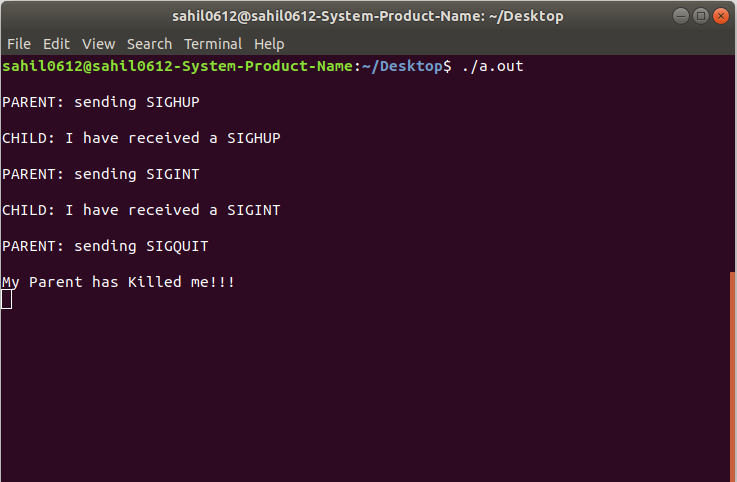 sahil0612@sahil0612-System-Product-Name: ~/Desktop
File Edit View Search Terminal Help
sahil0612@sahil0612-System-Product-Name:~/Desktop$ ./a.out
PARENT: sending SIGHUP
CHILD: I have received a SIGHUP
PARENT: sending SIGINT
CHILD: I have received a SIGINT
PARENT: sending SIGQUIT
My Parent has Killed me!!!